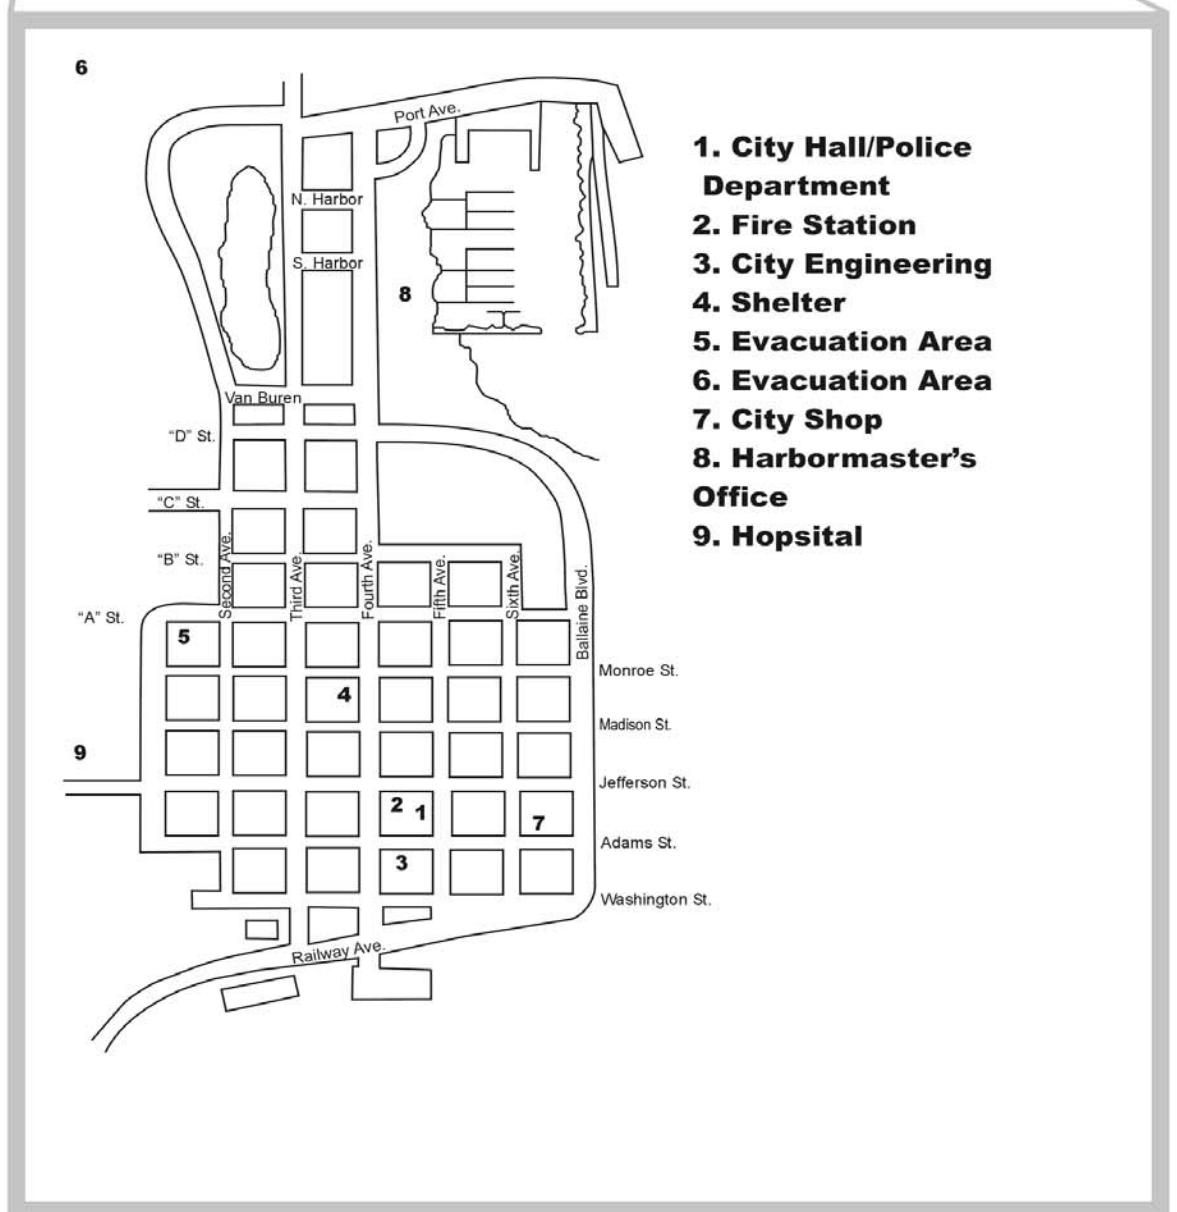 6
Port Ave.
1. City Hall/Police
Department
2. Fire Station
3. City Engineering
4. Shelter
5. Evacuation Area
6. Evacuation Area
7. City Shop
8. Harbormaster's
Office
9. Hopsital
N. Harbor
S. Harbor
8
Van Buren
"D" St.
"C" St.
"B" St.
Second Ave.
Third Ave.
Fourth Ave.
Fifth Ave.
Sixth Ave.
Ballaine Blvd.
"A" St.
5
Monroe St.
4
Madison St.
9
Jefferson St.
2 1
7
Adams St.
3
Washington St.
Railway Ave.